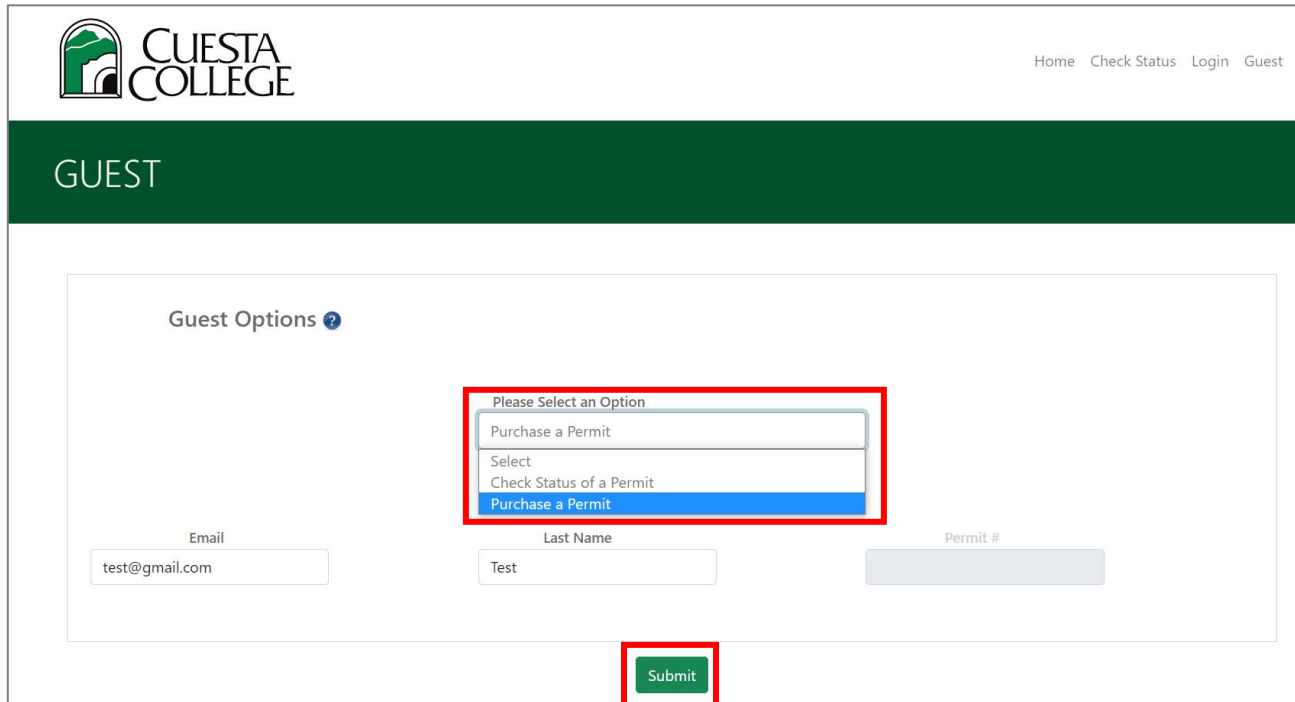 CUESTA
COLLEGE
Home Check Status Login Guest
GUEST
Guest Options ?
Please Select an Option
Purchase a Permit
Select
Check Status of a Permit
Purchase a Permit
Email Last Name Permit #
test@gmail.com Test
Submit